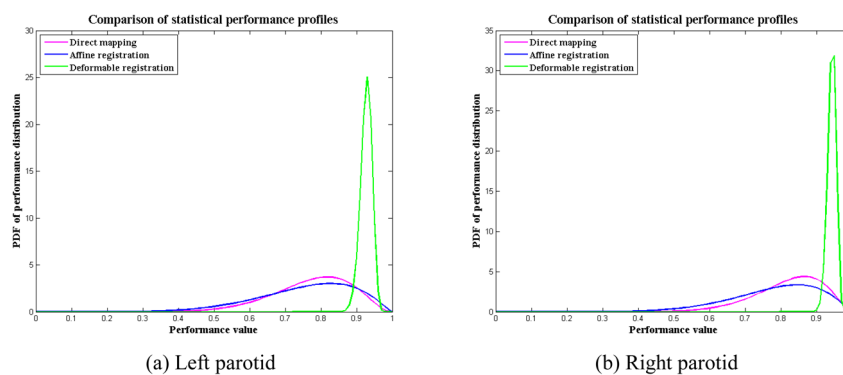 Comparison of statistical performance profiles
30
25
20
15
10
5
0
PDF of performance distribution
Direct mapping
Affine registration
Deformable registration
0 0.1 0.2 0.3 0.4 0.5 0.6 0.7 0.8 0.9 1
Performance value
(a) Left parotid
Comparison of statistical performance profiles
35
30
25
20
15
10
5
0
PDF of performance distribution
Direct mapping
Affine registration
Deformable registration
0 0.1 0.2 0.3 0.4 0.5 0.6 0.7 0.8 0.9
Performance value
(b) Right parotid